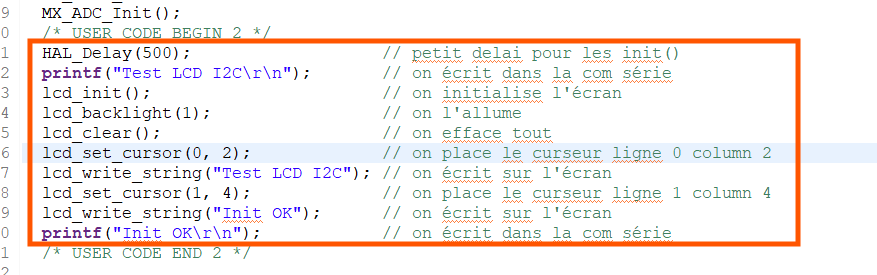 9 MX_ADC_Init();
0 /* USER CODE BEGIN 2 */
1 HAL_Delay(500); // petit delai pour les init()
2 printf("Test LCD I2C\r\n"); // on écrit dans la com série
3 lcd_init(); // on initialise l'écran
4 lcd_backlight(1); // on l'allume
5 lcd_clear(); // on efface tout
6 lcd_set_cursor(0, 2); // on place le curseur ligne 0 column 2
7 lcd_write_string("Test LCD I2C"); // on écrit sur l'écran
8 lcd_set_cursor(1, 4); // on place le curseur ligne 1 column 4
9 lcd_write_string("Init OK"); // on écrit sur l'écran
0 printf("Init OK\r\n"); // on écrit dans la com série
1 /* USER CODE END 2 */
2